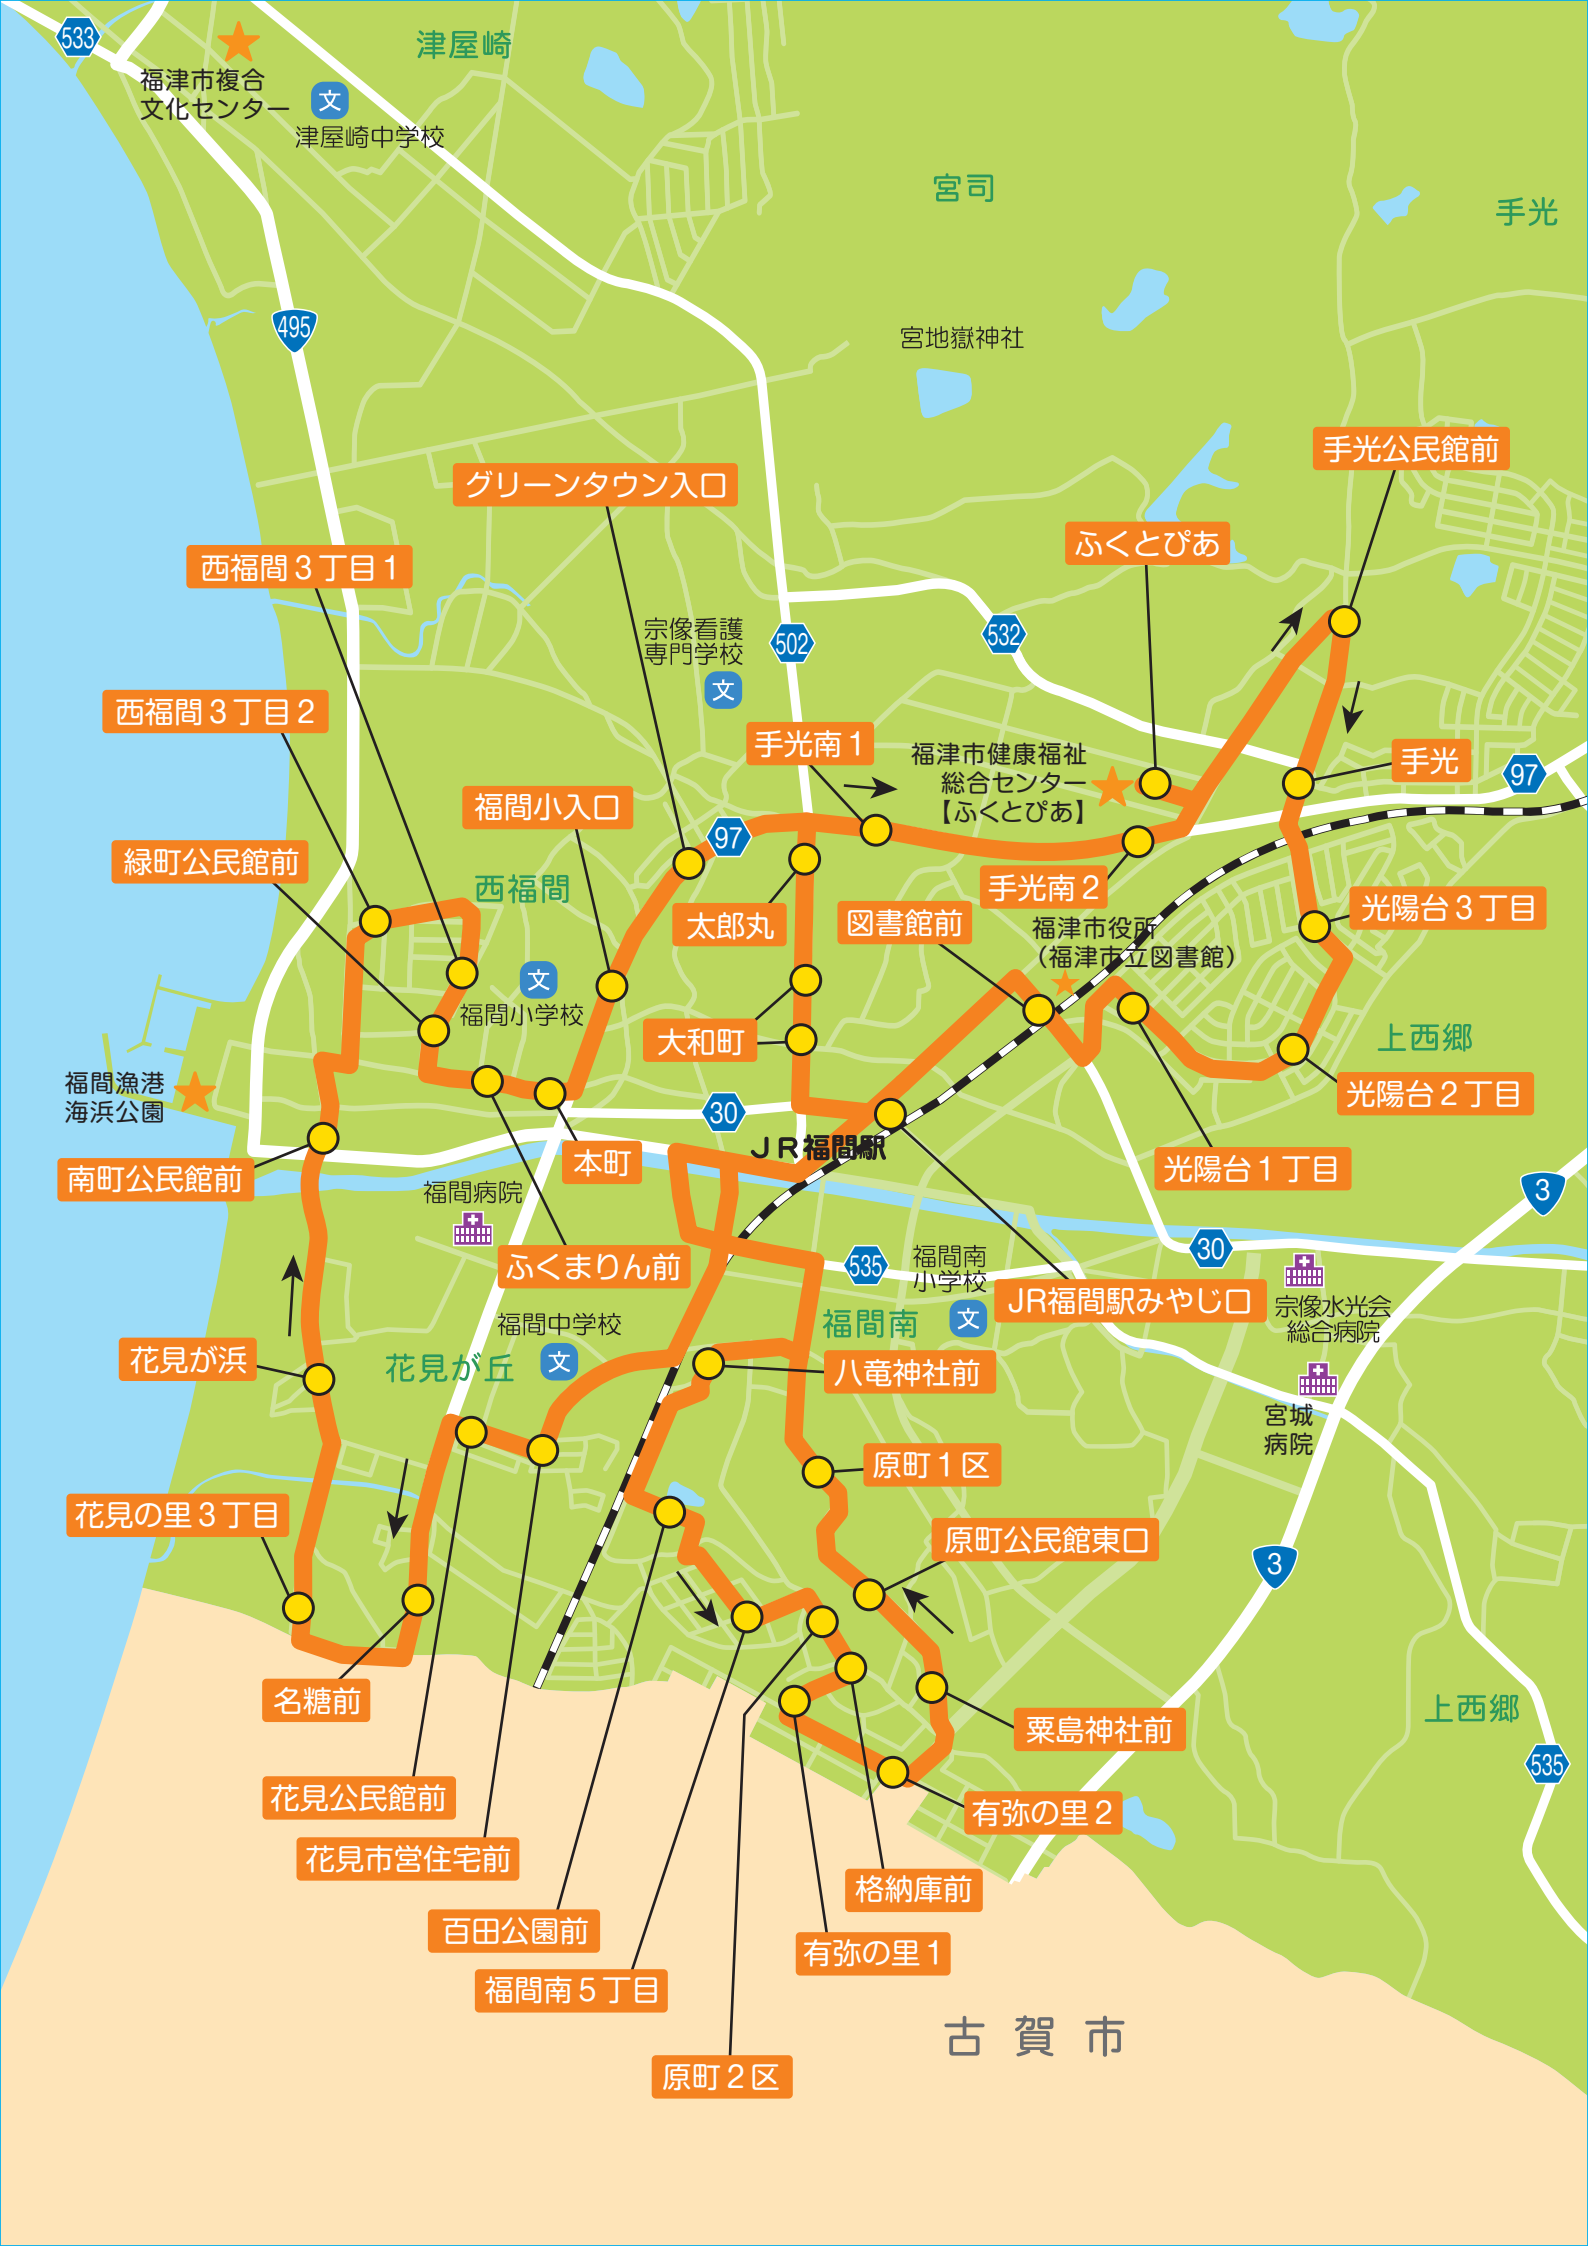 533
福津市複合
文化センター
文
津屋崎中学校
津屋崎
宮司
手光
495
宮地嶽神社
手光公民館前
グリーンタウン入口
ふくとぴあ
西福間3丁目1
宗像看護
専門学校
文
502
532
西福間3丁目2
手光南1
福津市健康福祉
総合センター
【ふくとぴあ】
手光
97
福間小入口
97
緑町公民館前
西福間
手光南2
太郎丸
図書館前
福津市役所
(福津市立図書館)
光陽台3丁目
文
福間小学校
大和町
上西郷
福間漁港
海浜公園
光陽台2丁目
30
JR福間駅
本町
南町公民館前
光陽台1丁目
福間病院
3
ふくまりん前
535
福間南
小学校
文
30
JR福間駅みやじ口
宗像水光会
総合病院
福間中学校
文
福間南
花見が浜
花見が丘
八竜神社前
宮城
病院
原町1区
花見の里3丁目
原町公民館東口
3
名糖前
粟島神社前
上西郷
535
花見公民館前
有弥の里2
花見市営住宅前
格納庫前
百田公園前
有弥の里1
福間南5丁目
古賀市
原町2区